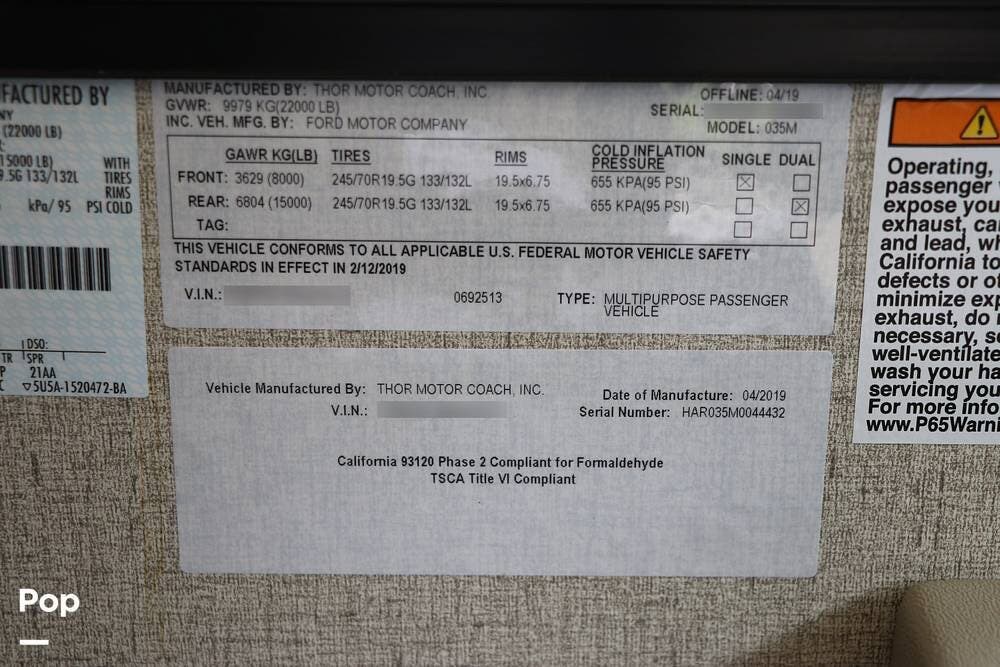 FACTURED BY
(22000 LB)
15000 LB) WITH
9.5G 133/132L TIRES
RIMS
kPa/ 95 PSI COLD
DSO:
TR SPR
P 21AA
C ▽5U5A-1520472-BA
MANUFACTURED BY: THOR MOTOR COACH, INC.
OFFLINE: 04/19
GVWR: 9979 KG(22000 LB)
SERIAL:
INC. VEH. MFG. BY: FORD MOTOR COMPANY
MODEL: 035M
GAWR KG(LB) TIRES RIMS COLD INFLATION PRESSURE SINGLE DUAL
FRONT: 3629 (8000) 245/70R19.5G 133/132L 19.5x6.75 655 KPA(95 PSI) ☒ ☐
REAR: 6804 (15000) 245/70R19.5G 133/132L 19.5x6.75 655 KPA(95 PSI) ☐ ☒
TAG: ☐ ☐
THIS VEHICLE CONFORMS TO ALL APPLICABLE U.S. FEDERAL MOTOR VEHICLE SAFETY
STANDARDS IN EFFECT IN 2/12/2019
V.I.N.: 0692513 TYPE: MULTIPURPOSE PASSENGER
VEHICLE
Vehicle Manufactured By: THOR MOTOR COACH, INC.
Date of Manufacture: 04/2019
V.I.N.:
Serial Number: HAR035M0044432
California 93120 Phase 2 Compliant for Formaldehyde
TSCA Title VI Compliant
Operating,
passenger
expose you
exhaust, ca
and lead, wh
California to
defects or ot
minimize exp
exhaust, do
necessary, se
well-ventilate
wash your ha
servicing you
For more info
www.P65Warni
Pop